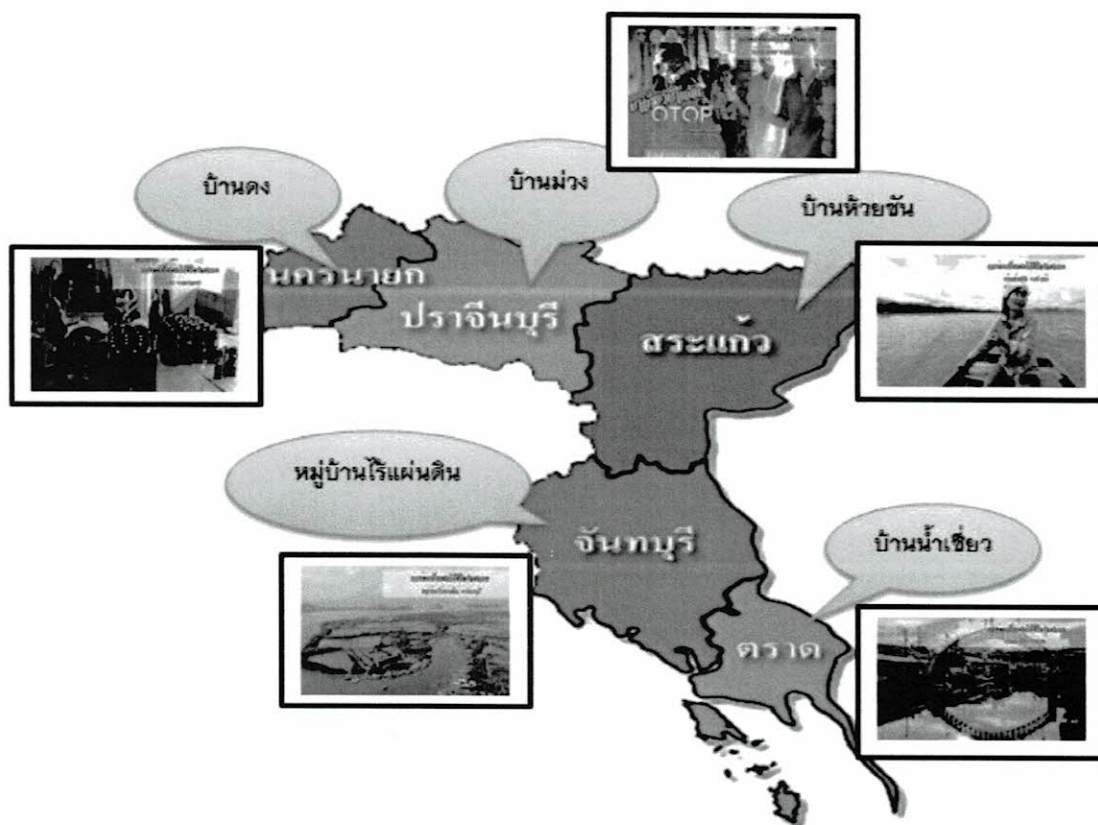 OTOP
บ้านดง
บ้านม่วง
บ้านห้วยชัน
นครนายก
ปราจีนบุรี
สระแก้ว
หมู่บ้านไร้แผ่นดิน
จันทบุรี
บ้านน้ำเชี่ยว
ตราด